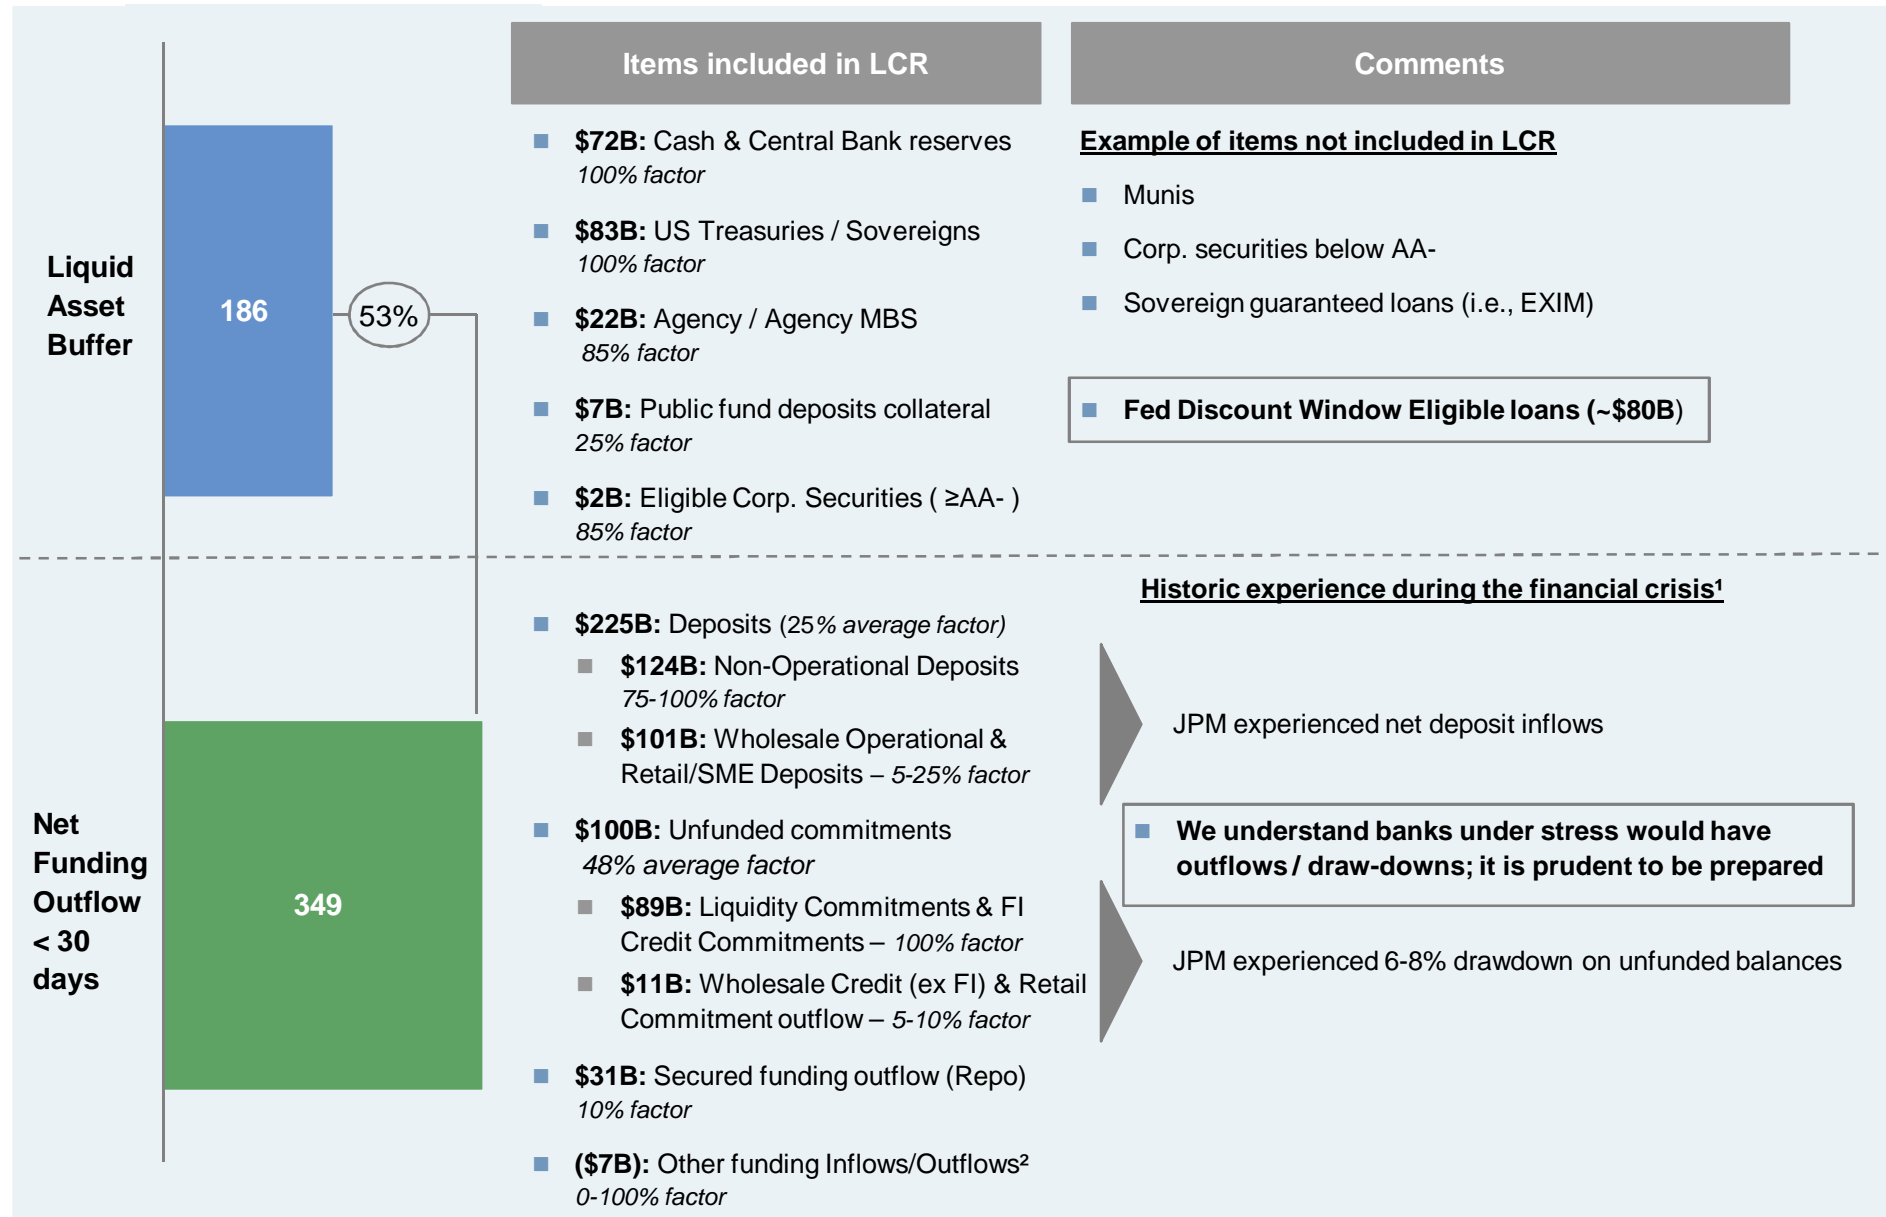 Items included in LCR
Comments
Liquid
Asset
Buffer
186
53%
$72B: Cash & Central Bank reserves
100% factor
$83B: US Treasuries / Sovereigns
100% factor
$22B: Agency / Agency MBS
85% factor
$7B: Public fund deposits collateral
25% factor
$2B: Eligible Corp. Securities ( ≥AA- )
85% factor
Example of items not included in LCR
Munis
Corp. securities below AA-
Sovereign guaranteed loans (i.e., EXIM)
Fed Discount Window Eligible loans (~$80B)
Net
Funding
Outflow
< 30
days
349
$225B: Deposits (25% average factor)
$124B: Non-Operational Deposits
75-100% factor
$101B: Wholesale Operational &
Retail/SME Deposits – 5-25% factor
$100B: Unfunded commitments
48% average factor
$89B: Liquidity Commitments & FI
Credit Commitments – 100% factor
$11B: Wholesale Credit (ex FI) & Retail
Commitment outflow – 5-10% factor
$31B: Secured funding outflow (Repo)
10% factor
($7B): Other funding Inflows/Outflows²
0-100% factor
Historic experience during the financial crisis¹
JPM experienced net deposit inflows
We understand banks under stress would have
outflows / draw-downs; it is prudent to be prepared
JPM experienced 6-8% drawdown on unfunded balances